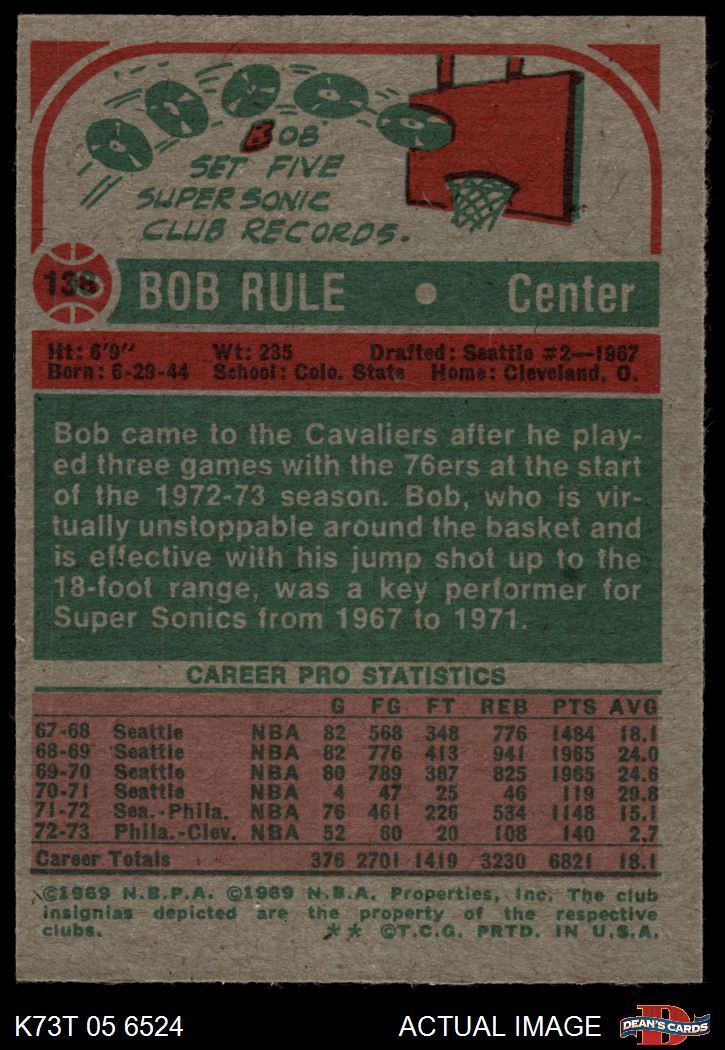 BOB
SET FIVE
SUPERSONIC
CLUB RECORDS.
138 BOB RULE • Center
Ht: 6'9" Wt: 235 Drafted: Seattle #2—1967
Born: 6-29-44 School: Colo. State Home: Cleveland, O.
Bob came to the Cavaliers after he play-
ed three games with the 76ers at the start
of the 1972-73 season. Bob, who is vir-
tually unstoppable around the basket and
is effective with his jump shot up to the
18-foot range, was a key performer for
Super Sonics from 1967 to 1971.
CAREER PRO STATISTICS
G FG FT REB PTS AVG
67-68 Seattle NBA 82 568 348 776 1484 18.1
68-69 Seattle NBA 82 776 413 941 1965 24.0
69-70 Seattle NBA 80 789 387 825 1965 24.6
70-71 Seattle NBA 4 47 25 46 119 29.8
71-72 Sea.-Phila. NBA 76 461 226 534 1148 15.1
72-73 Phila.-Clev. NBA 52 60 20 108 140 2.7
Career Totals 376 2701 1419 3230 6821 18.1
©1969 N.B.P.A. ©1969 N.B.A. Properties, Inc. The club
insignias depicted are the property of the respective
clubs. ** ©T.C.G. PRTD. IN U.S.A.
K73T 05 6524 ACTUAL IMAGE DEAN'S CARDS